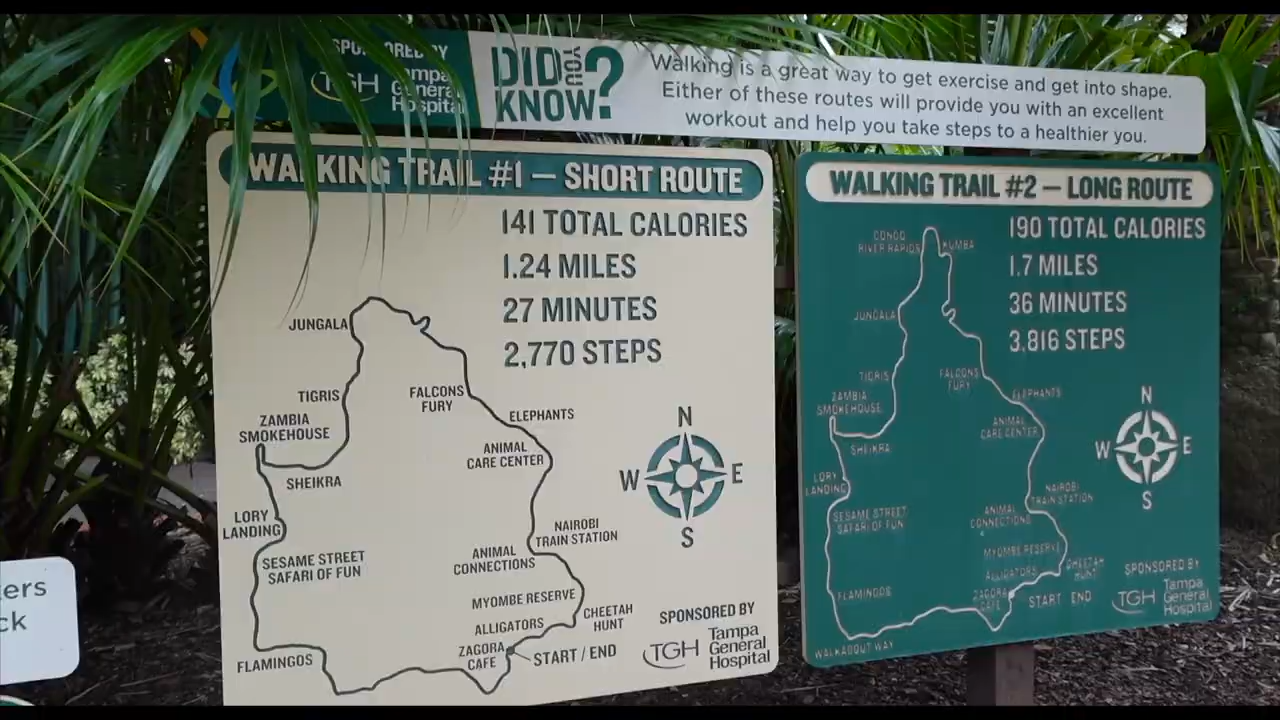 SPONSORED BY
TGH Tampa
General
Hospital
DID YOU
KNOW?
Walking is a great way to get exercise and get into shape.
Either of these routes will provide you with an excellent
workout and help you take steps to a healthier you.
WALKING TRAIL #1 – SHORT ROUTE
141 TOTAL CALORIES
1.24 MILES
27 MINUTES
2,770 STEPS
JUNGALA
TIGRIS
FALCONS
FURY
ZAMBIA
SMOKEHOUSE
ELEPHANTS
ANIMAL
CARE CENTER
SHEIKRA
LORY
LANDING
NAIROBI
TRAIN STATION
SESAME STREET
SAFARI OF FUN
ANIMAL
CONNECTIONS
MYOMBE RESERVE
CHEETAH
HUNT
ALLIGATORS
ZAGORA
CAFE
START / END
FLAMINGOS
N
W E
S
SPONSORED BY
TGH Tampa
General
Hospital
WALKING TRAIL #2 – LONG ROUTE
190 TOTAL CALORIES
1.7 MILES
36 MINUTES
3,816 STEPS
CONGO
RIVER RAPIDS
KUMBA
JUNGALA
TIGRIS
FALCONS
FURY
ZAMBIA
SMOKEHOUSE
ELEPHANTS
ANIMAL
CARE CENTER
SHEIKRA
LORY
LANDING
NAIROBI
TRAIN STATION
SESAME STREET
SAFARI OF FUN
ANIMAL
CONNECTIONS
MYOMBE RESERVE
CHEETAH
HUNT
ALLIGATORS
ZAGORA
CAFE
START END
FLAMINGOS
WALKABOUT WAY
N
W E
S
SPONSORED BY
TGH Tampa
General
Hospital
ers
ck